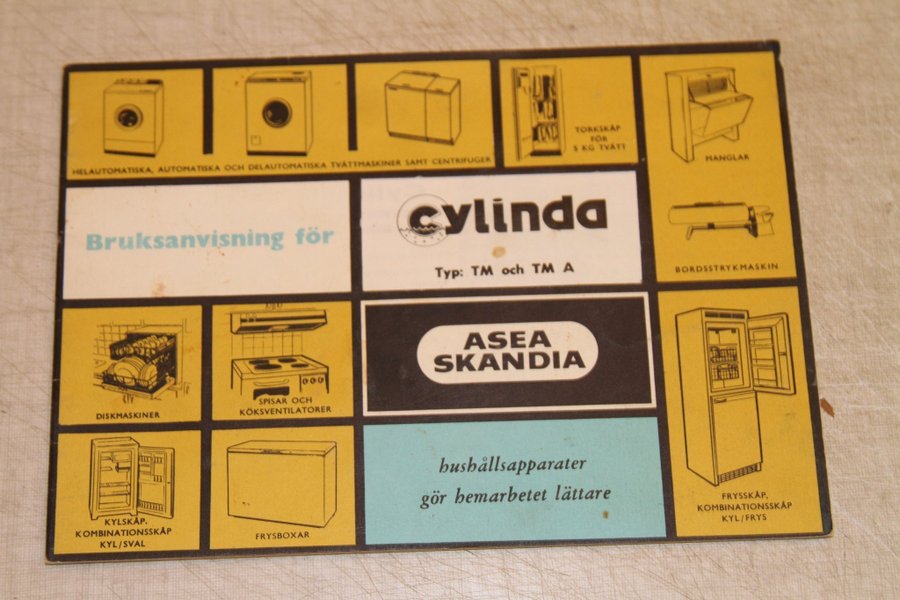 HELAUTOMATISKA, AUTOMATISKA OCH DELAUTOMATISKA TVÄTTMASKINER SAMT CENTRIFUGER
TORKSKÅP
FÖR
5 KG TVÄTT
MANGLAR
Bruksanvisning för
cylinda
Typ: TM och TM A
BORDSSTRYKMASKIN
DISKMASKINER
SPISAR OCH
KÖKSVENTILATORER
ASEA
SKANDIA
KYLSKÅP,
KOMBINATIONSSKÅP
KYL/SVAL
FRYSBOXAR
hushållsapparater
gör hemarbetet lättare
FRYSSKÅP,
KOMBINATIONSSKÅP
KYL/FRYS